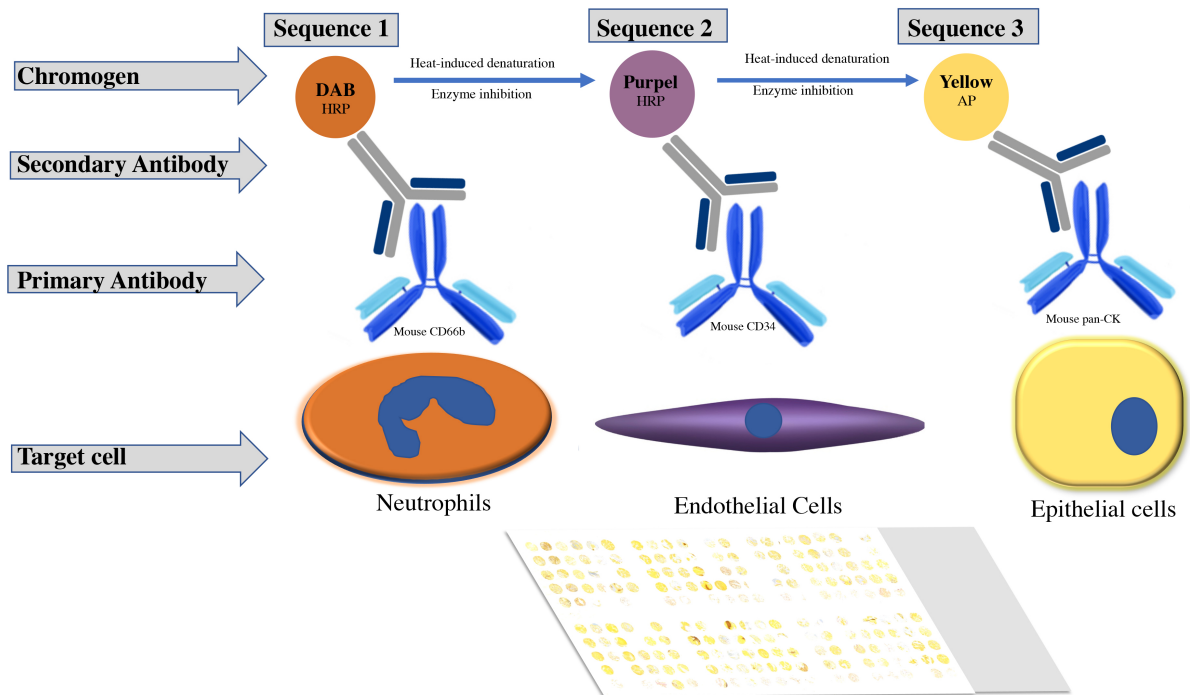 Sequence 1
Sequence 2
Sequence 3
Chromogen
DAB
HRP
Heat-induced denaturation
Enzyme inhibition
Purpel
HRP
Heat-induced denaturation
Enzyme inhibition
Yellow
AP
Secondary Antibody
Primary Antibody
Mouse CD66b
Mouse CD34
Mouse pan-CK
Target cell
Neutrophils
Endothelial Cells
Epithelial cells